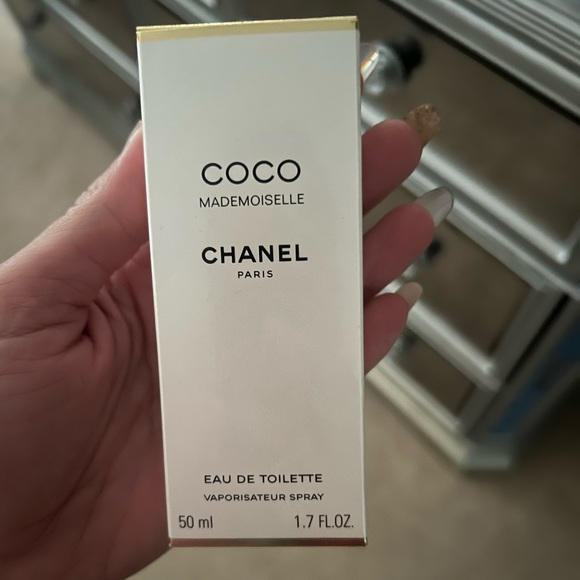 COCO
MADEMOISELLE
CHANEL
PARIS
EAU DE TOILETTE
VAPORISATEUR SPRAY
50 ml 1.7 FL.OZ.